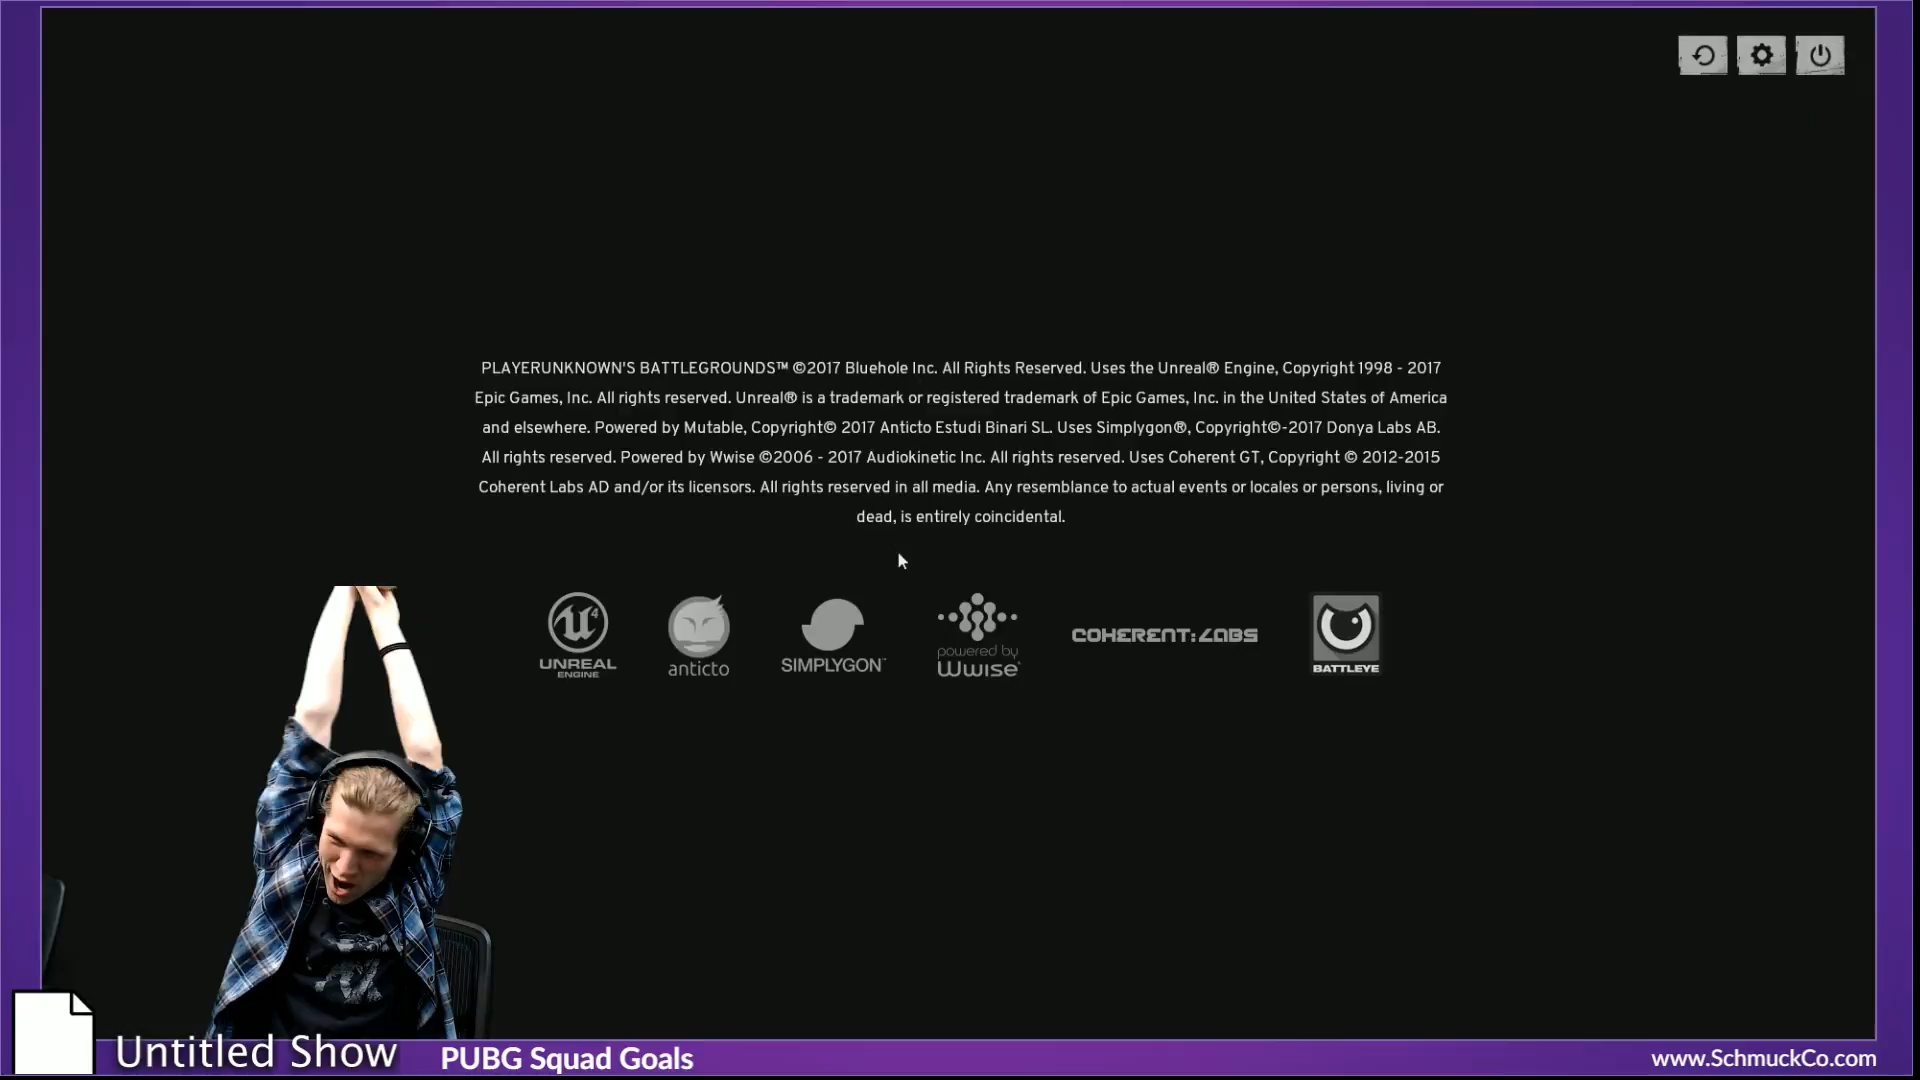 PLAYERUNKNOWN'S BATTLEGROUNDS™ ©2017 Bluehole Inc. All Rights Reserved. Uses the Unreal® Engine, Copyright 1998 - 2017
Epic Games, Inc. All rights reserved. Unreal® is a trademark or registered trademark of Epic Games, Inc. in the United States of America
and elsewhere. Powered by Mutable, Copyright© 2017 Anticto Estudi Binari SL. Uses Simplygon®, Copyright©-2017 Donya Labs AB.
All rights reserved. Powered by Wwise ©2006 - 2017 Audiokinetic Inc. All rights reserved. Uses Coherent GT, Copyright © 2012-2015
Coherent Labs AD and/or its licensors. All rights reserved in all media. Any resemblance to actual events or locales or persons, living or
dead, is entirely coincidental.
4
UNREAL
ENGINE
anticto
SIMPLYGON™
powered by
Wwise®
COHERENT:LABS
BATTLEYE
Untitled Show
PUBG Squad Goals
www.SchmuckCo.com